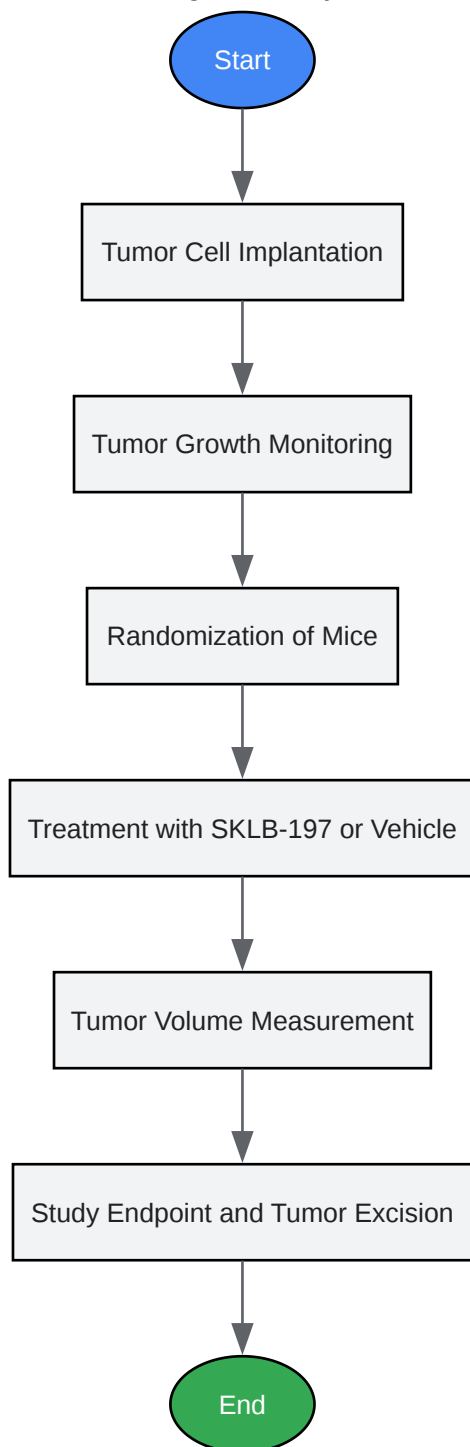 Start
Tumor Cell Implantation
Tumor Growth Monitoring
Randomization of Mice
Treatment with SKLB-197 or Vehicle
Tumor Volume Measurement
Study Endpoint and Tumor Excision
End